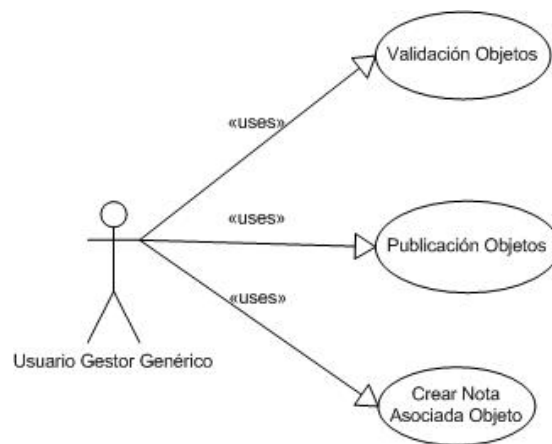 Validación Objetos
«uses»
«uses»
Publicación Objetos
«uses»
Usuario Gestor Genérico
Crear Nota
Asociada Objeto